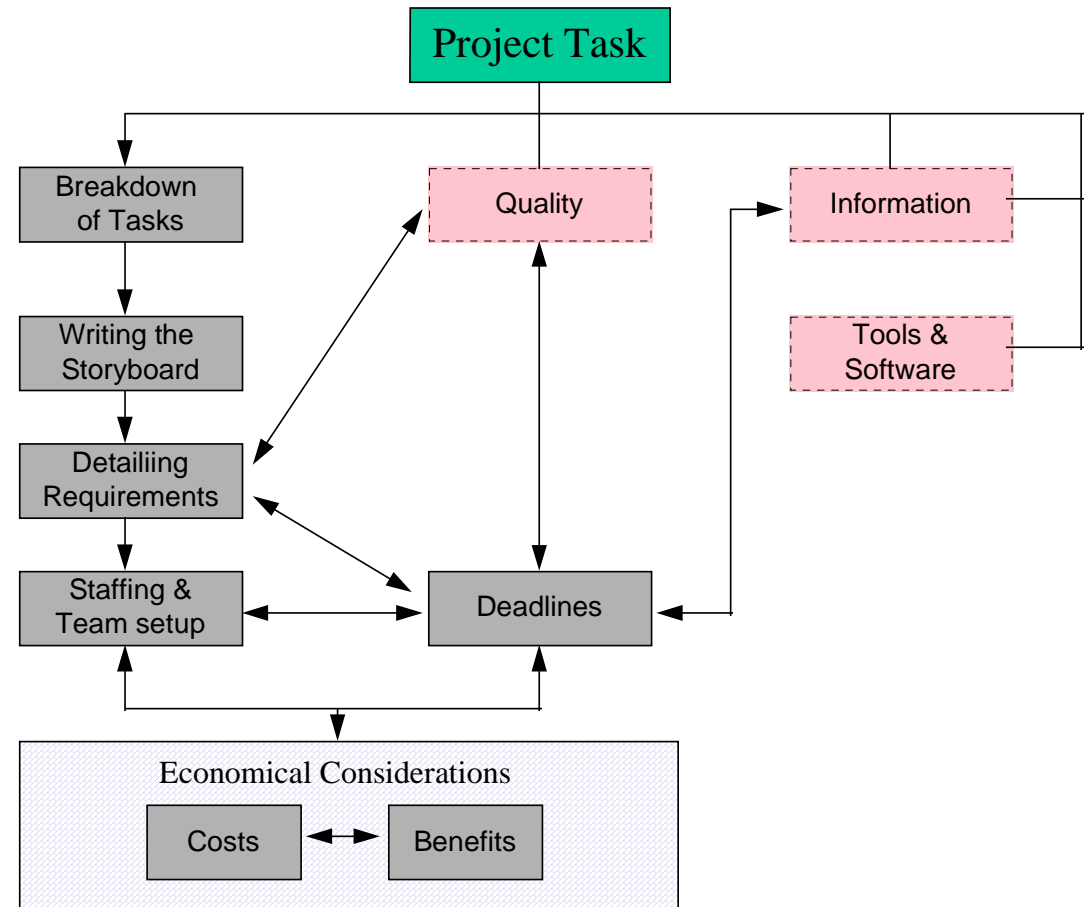 Project Task
Breakdown
of Tasks
Quality
Information
Writing the
Storyboard
Tools &
Software
Detailiing
Requirements
Staffing &
Team setup
Deadlines
Economical Considerations
Costs
Benefits